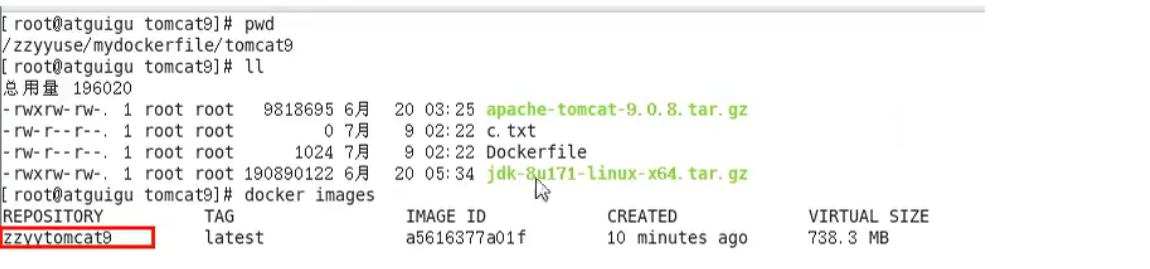 [ root@atguigu tomcat9]# pwd
/zzyyuse/mydockerfile/tomcat9
[ root@atguigu tomcat9]# ll
总用量 196020
-rwxrw-rw-. 1 root root   9818695 6月  20 03:25 apache-tomcat-9.0.8.tar.gz
-rw-r--r--. 1 root root         0 7月   9 02:22 c.txt
-rw-r--r--. 1 root root      1024 7月   9 02:22 Dockerfile
-rwxrw-rw-. 1 root root 190890122 6月  20 05:34 jdk-8u171-linux-x64.tar.gz
[ root@atguigu tomcat9]# docker images
REPOSITORY          TAG                 IMAGE ID            CREATED             VIRTUAL SIZE
zzyytomcat9         latest              a5616377a01f        10 minutes ago      738.3 MB